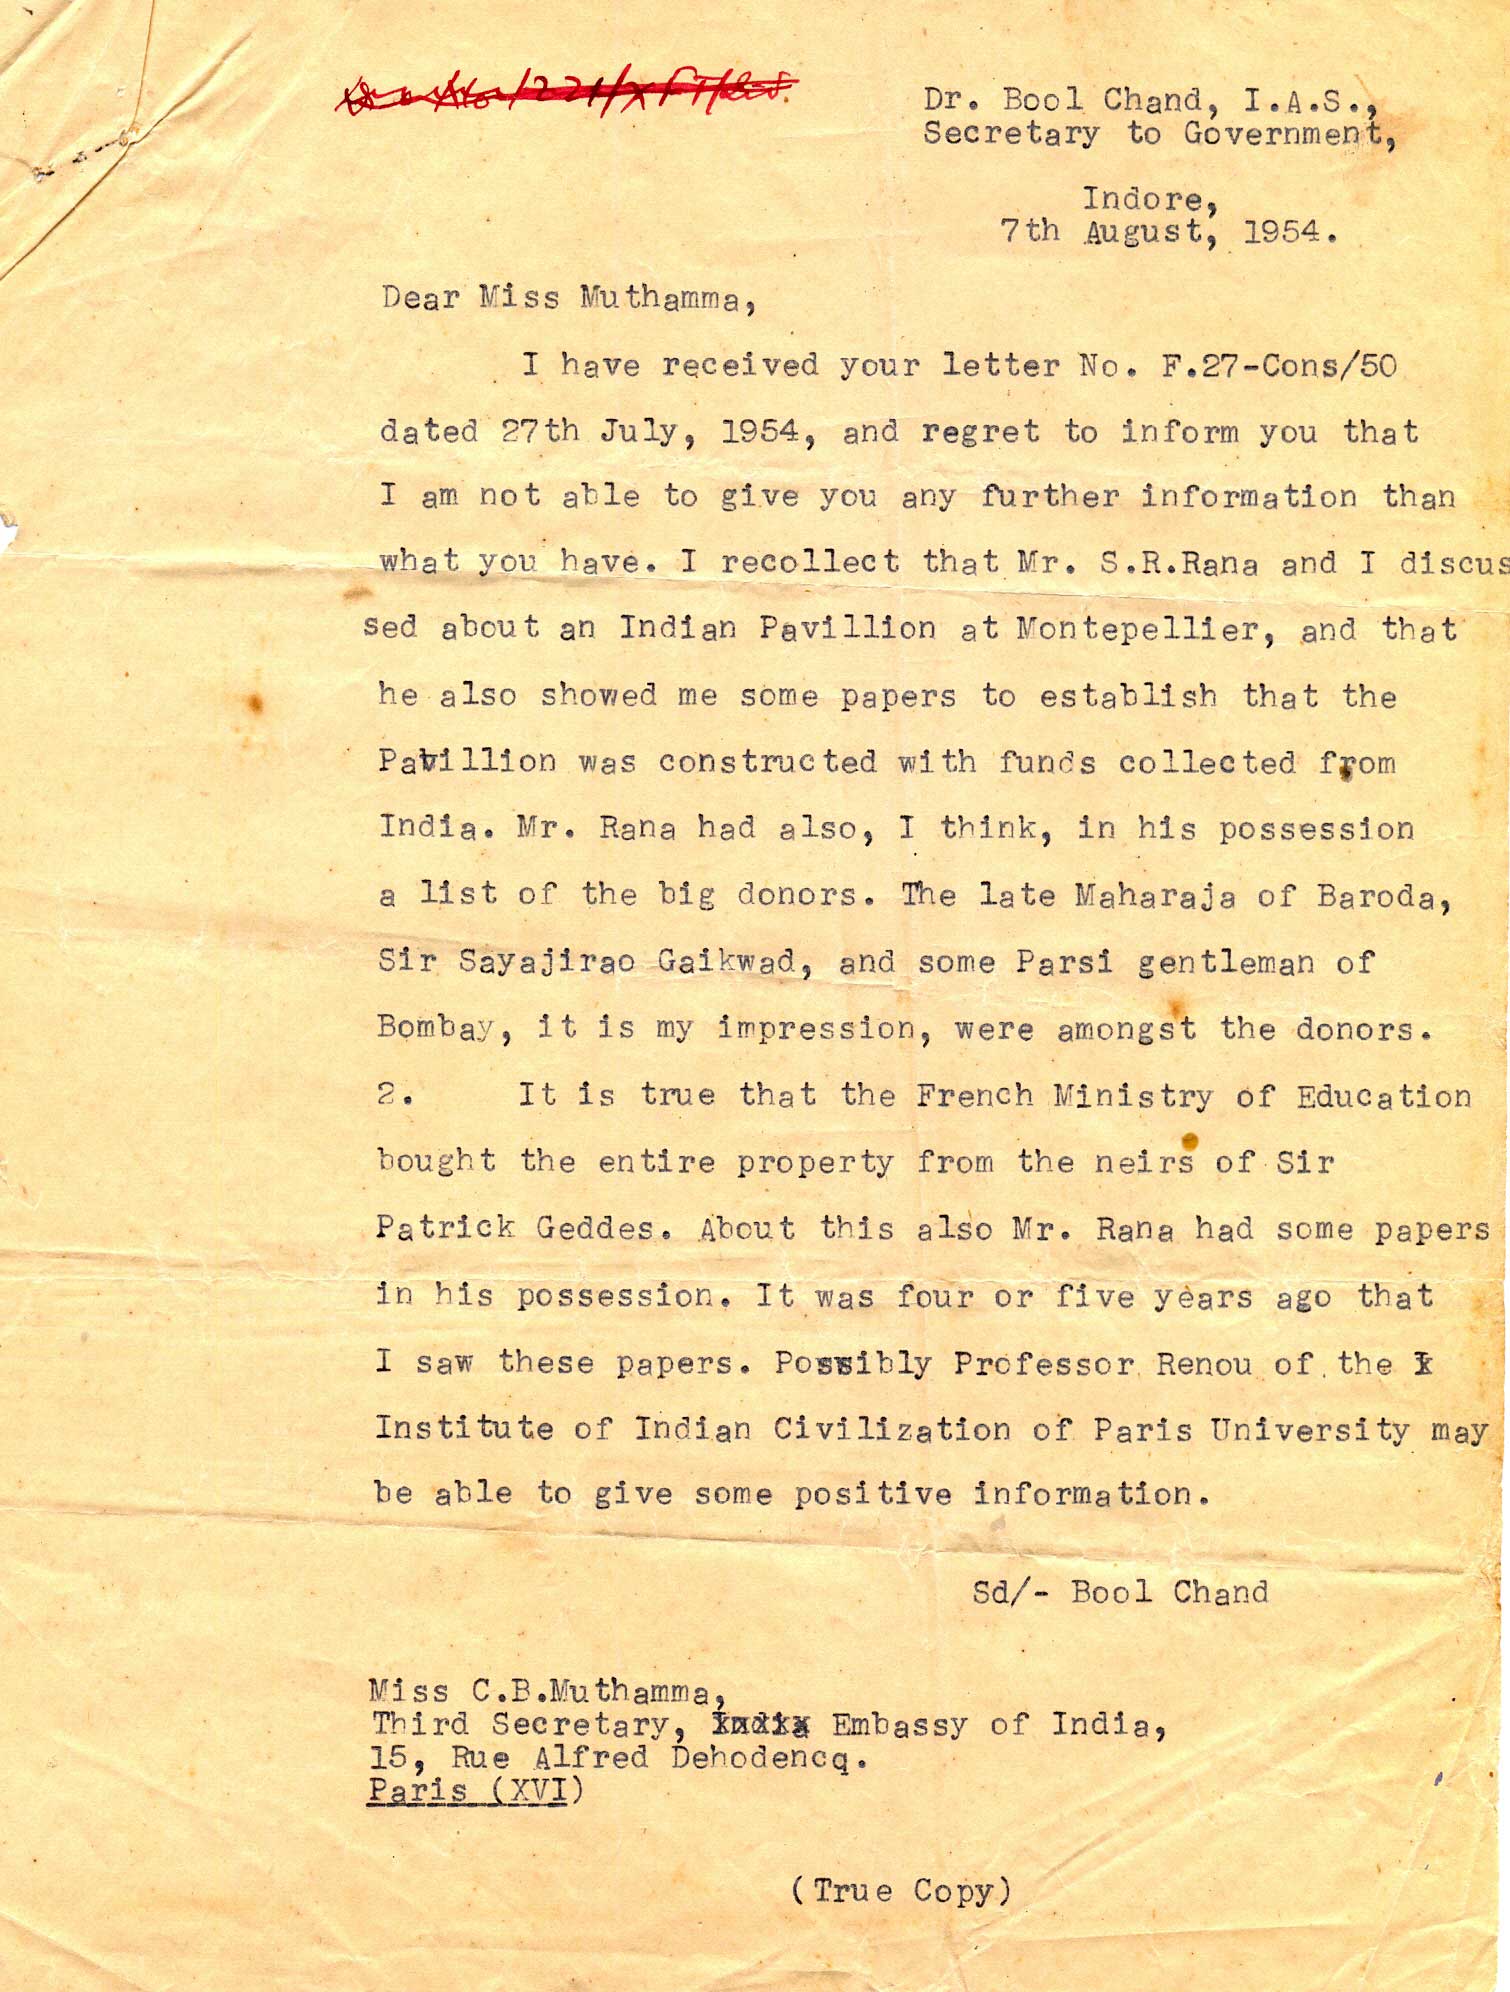 Dr. Bool Chand, I.A.S.,
Secretary to Government,
Indore,
7th August, 1954.
Dear Miss Muthamma,
I have received your letter No. F.27-Cons/50
dated 27th July, 1954, and regret to inform you that
I am not able to give you any further information than
what you have. I recollect that Mr. S.R.Rana and I discus
sed about an Indian Pavillion at Montepellier, and that
he also showed me some papers to establish that the
Pavillion was constructed with funds collected from
India. Mr. Rana had also, I think, in his possession
a list of the big donors. The late Maharaja of Baroda,
Sir Sayajirao Gaikwad, and some Parsi gentleman of
Bombay, it is my impression, were amongst the donors.
2. It is true that the French Ministry of Education
bought the entire property from the heirs of Sir
Patrick Geddes. About this also Mr. Rana had some papers
in his possession. It was four or five years ago that
I saw these papers. Possibly Professor Renou of the
Institute of Indian Civilization of Paris University may
be able to give some positive information.
Sd/- Bool Chand
Miss C.B.Muthamma,
Third Secretary, India Embassy of India,
15, Rue Alfred Dehodencq.
Paris (XVI)
(True Copy)